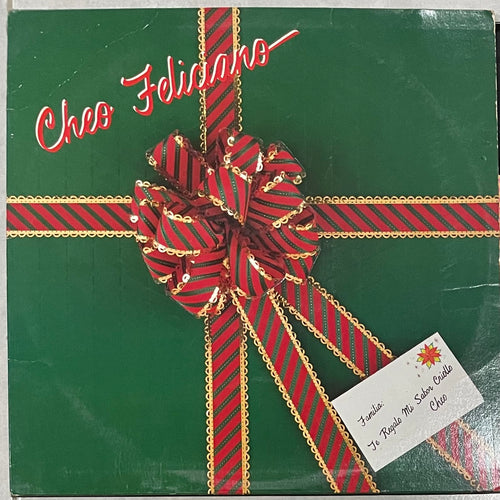 Cheo Feliciano
Familia:
Te Regalo Mi Sabor Criollo
Cheo